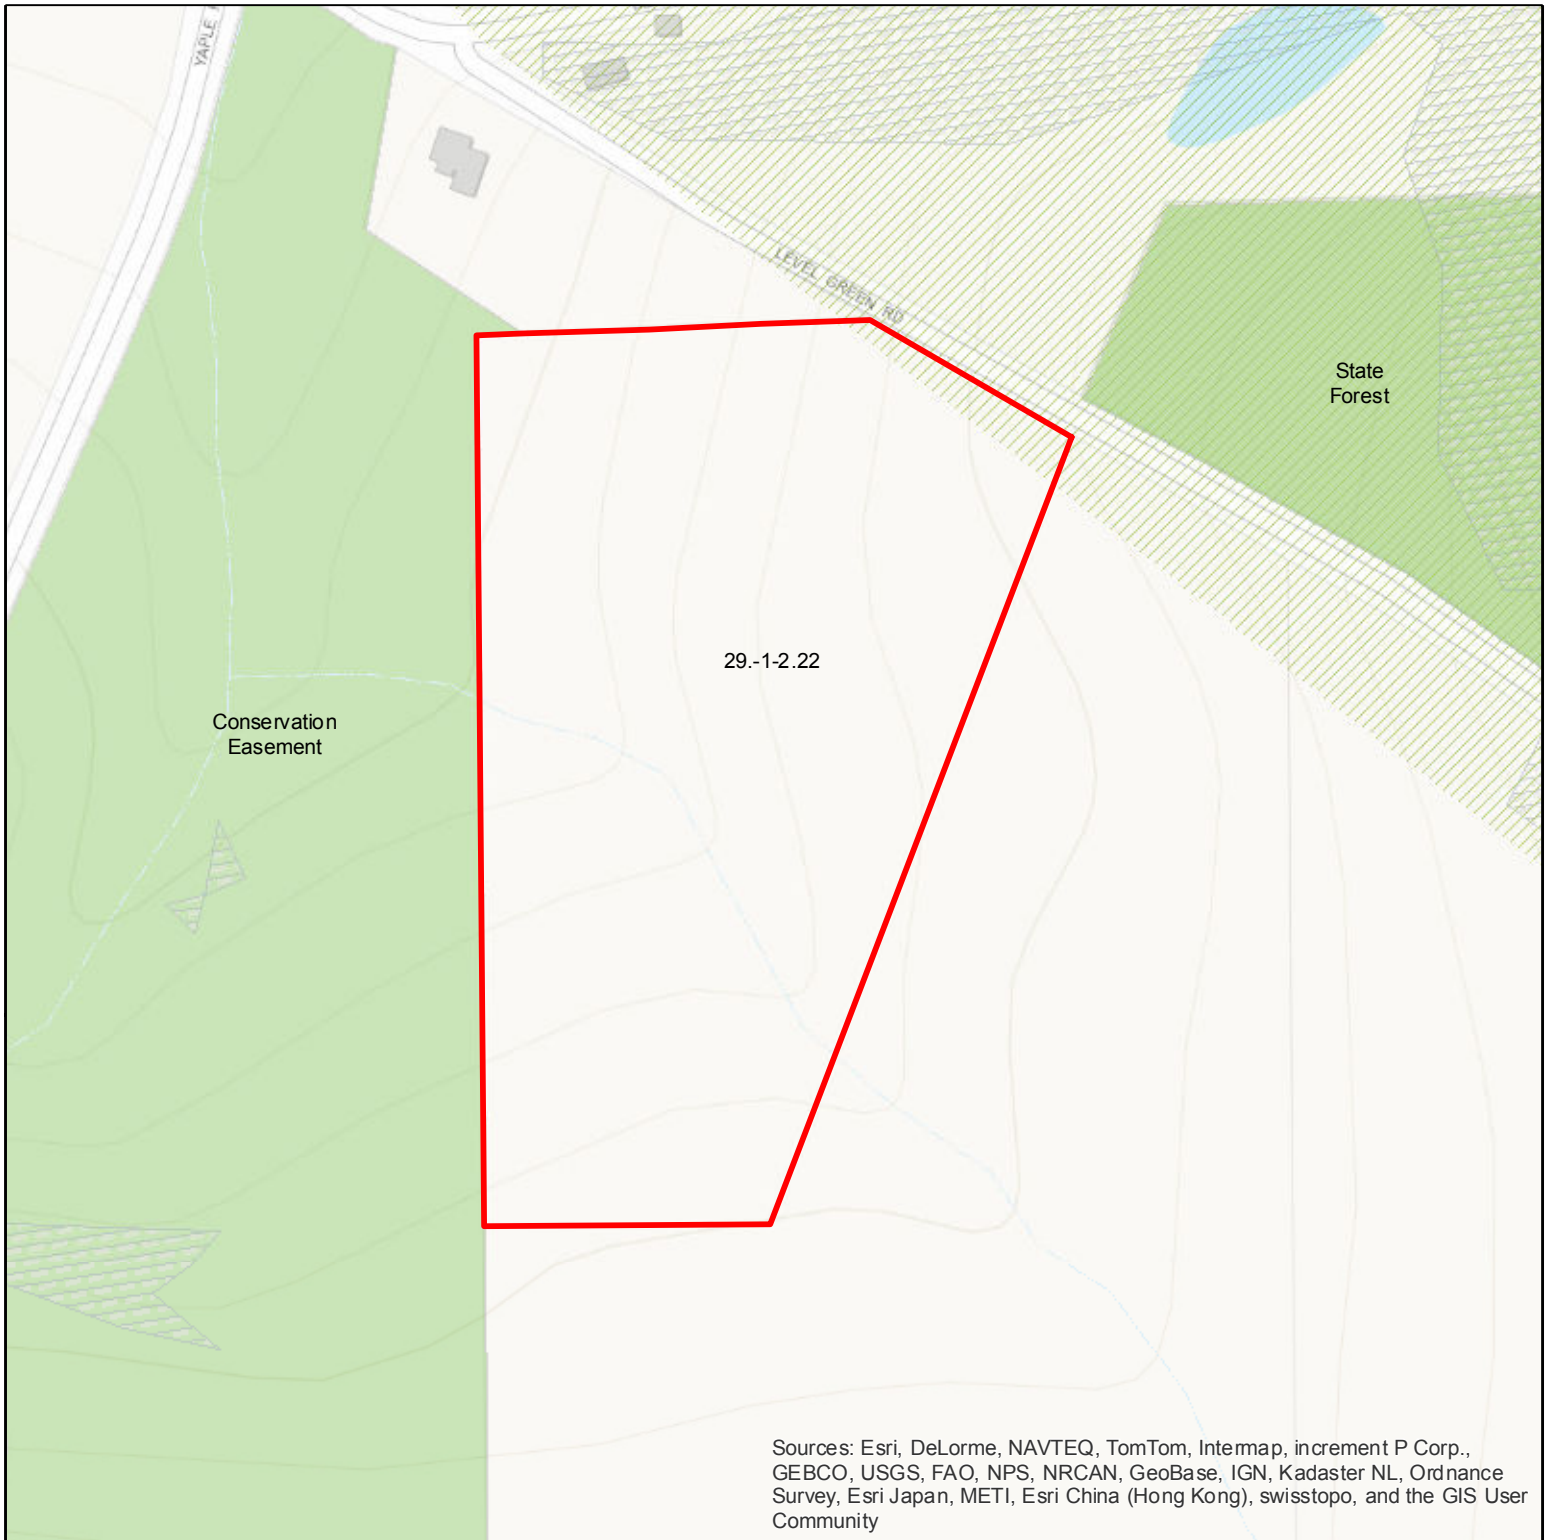 YAPLE
LEVEL GREEN RD
State
Forest
29.-1-2.22
Conservation
Easement
Sources: Esri, DeLorme, NAVTEQ, TomTom, Intermap, increment P Corp.,
GEBCO, USGS, FAO, NPS, NRCAN, GeoBase, IGN, Kadaster NL, Ordnance
Survey, Esri Japan, METI, Esri China (Hong Kong), swisstopo, and the GIS User
Community